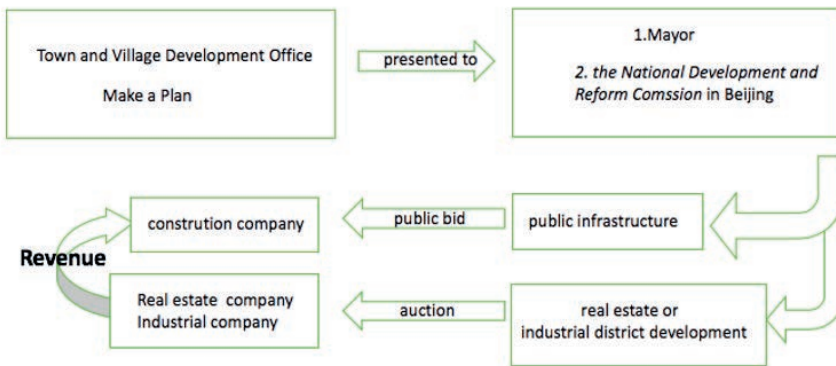 Town and Village Development Office
Make a Plan
presented to
1.Mayor
2. the National Development and
Reform Comssion in Beijing
constrution company
public bid
public infrastructure
Revenue
Real estate company
Industrial company
auction
real estate or
industrial district development